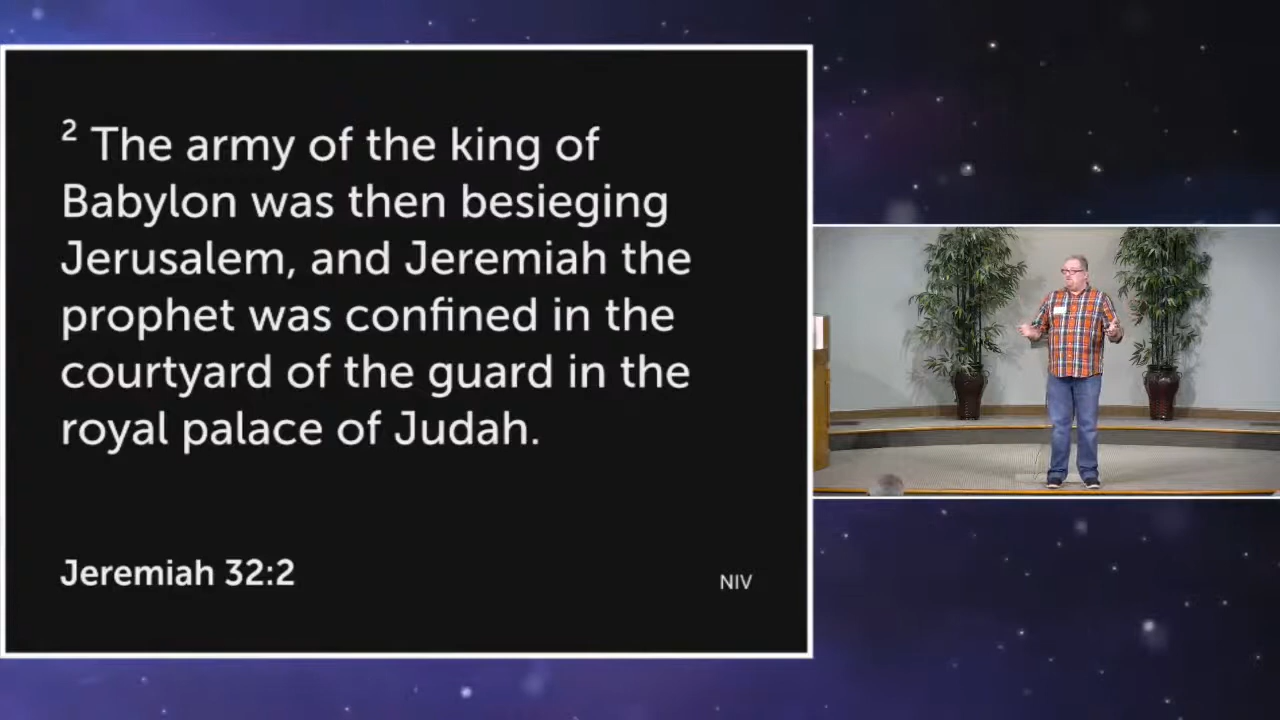 2 The army of the king of
Babylon was then besieging
Jerusalem, and Jeremiah the
prophet was confined in the
courtyard of the guard in the
royal palace of Judah.
Jeremiah 32:2
NIV